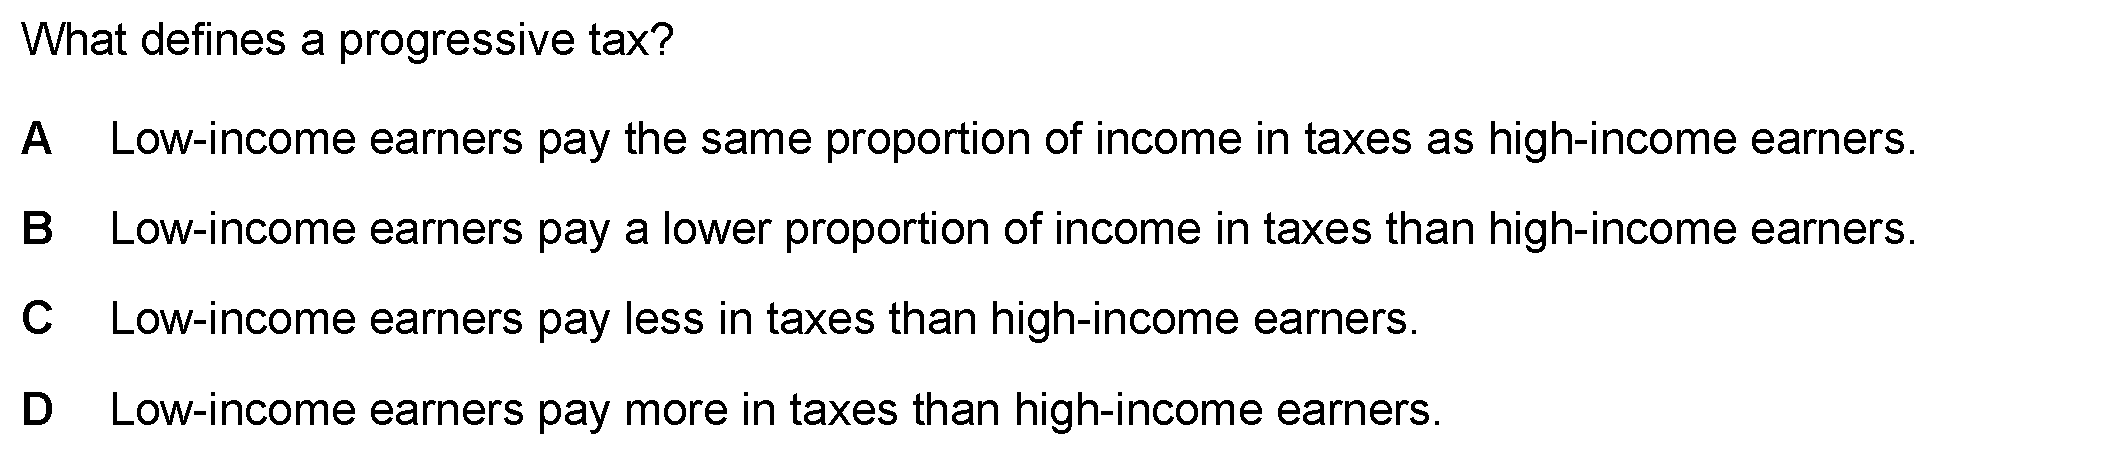 What defines a progressive tax?
A Low-income earners pay the same proportion of income in taxes as high-income earners.
B Low-income earners pay a lower proportion of income in taxes than high-income earners.
C Low-income earners pay less in taxes than high-income earners.
D Low-income earners pay more in taxes than high-income earners.